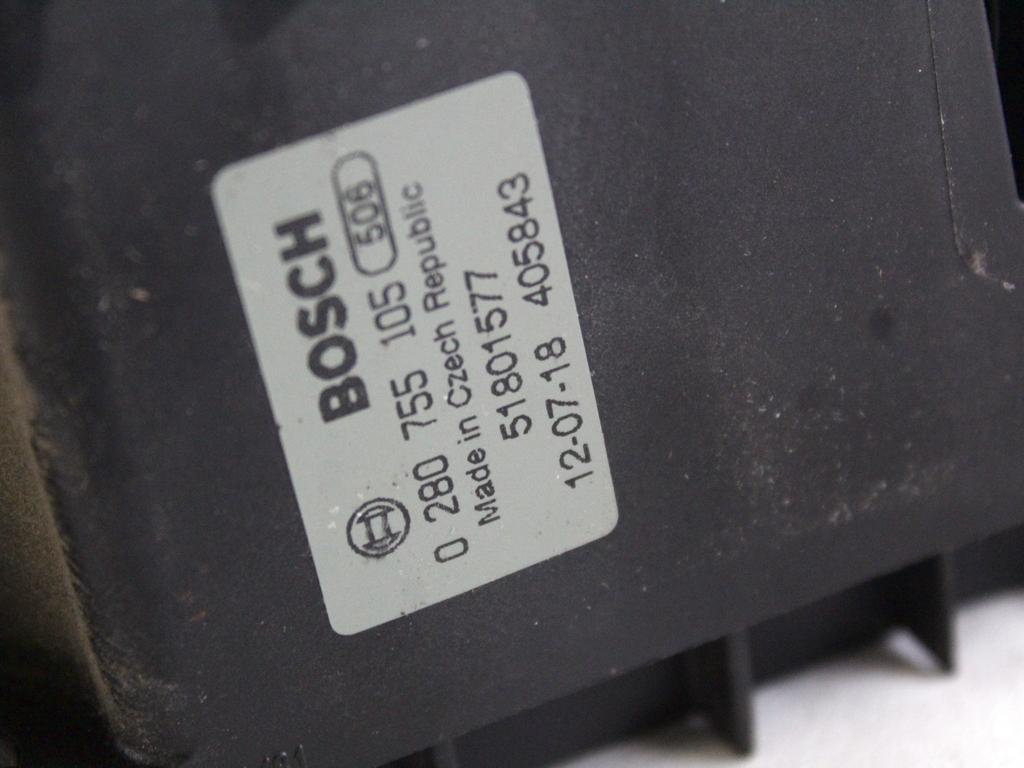 BOSCH
0 280 755 105 506
Made in Czech Republic
51801577
12-07-18 405843